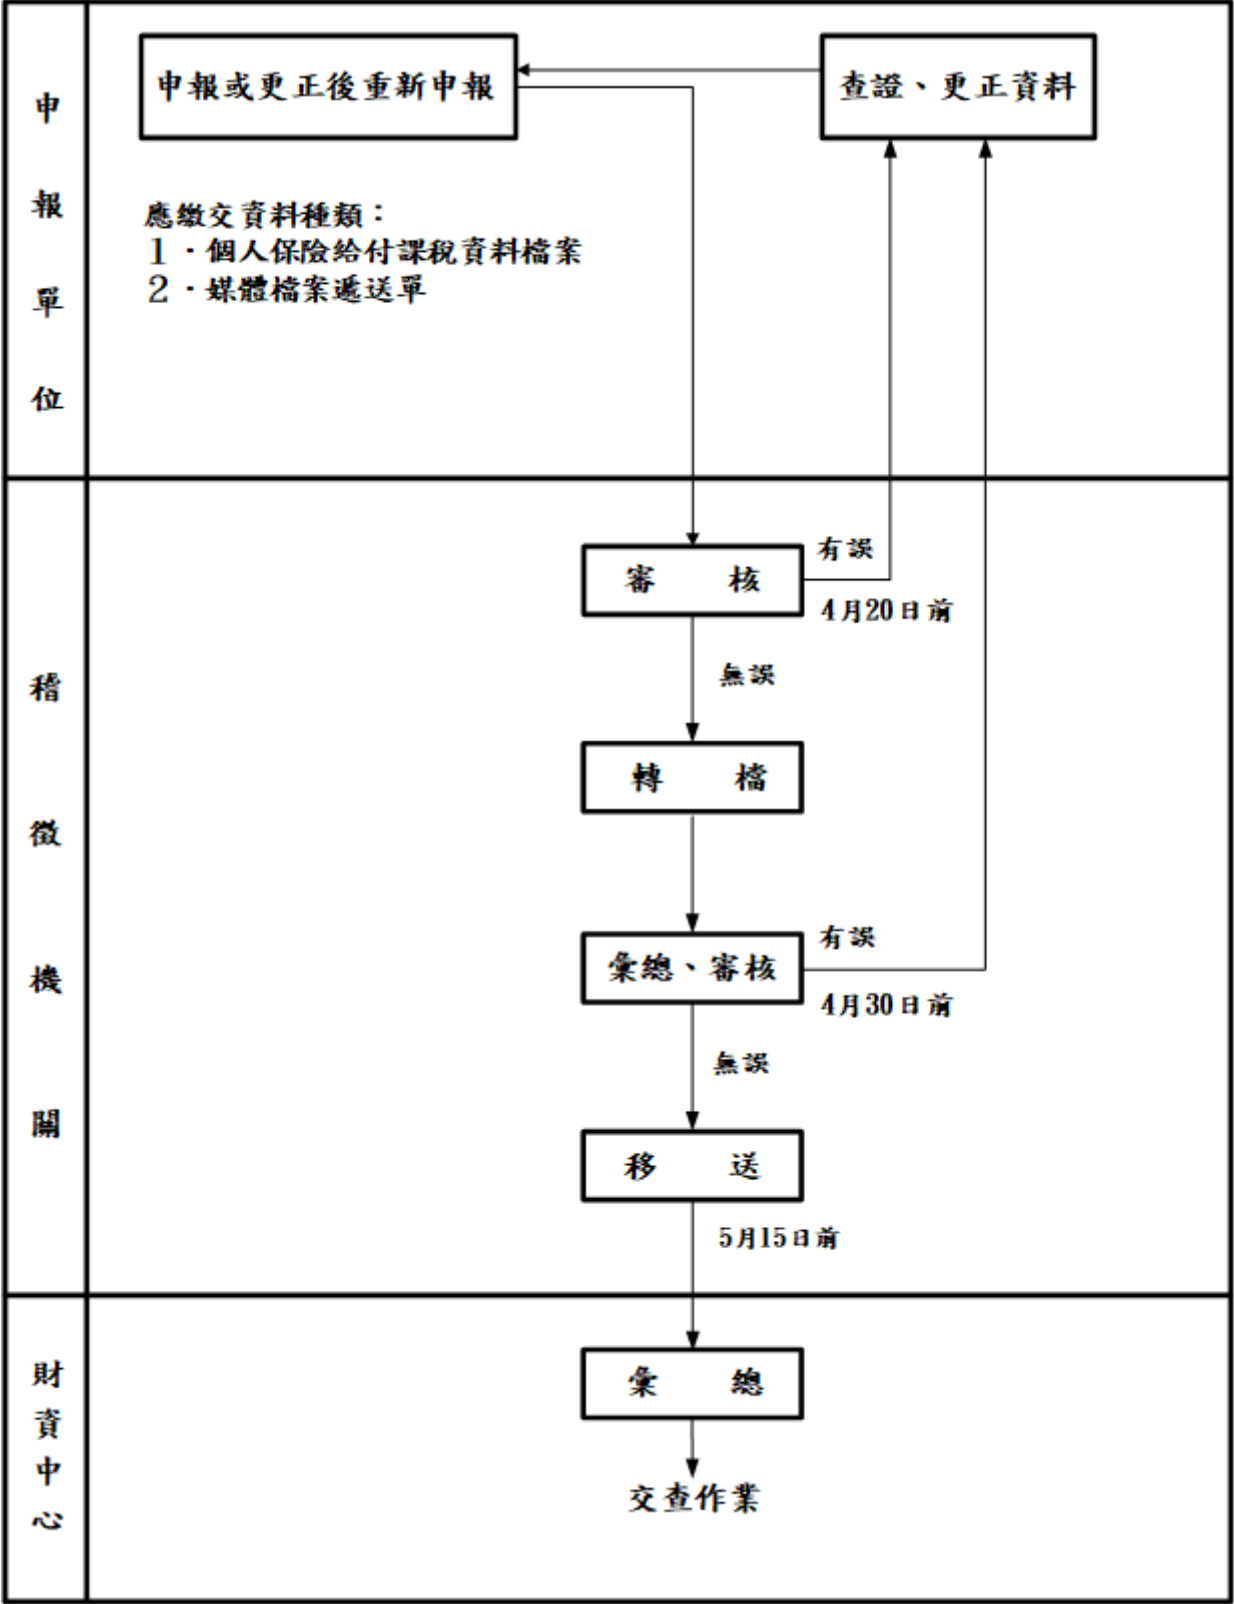 申報單位
申報或更正後重新申報
查證、更正資料
應繳交資料種類：
１．個人保險給付課稅資料檔案
２．媒體檔案遞送單
稽徵機關
審核
有誤
4月20日前
無誤
轉檔
彙總、審核
有誤
4月30日前
無誤
移送
5月15日前
財資中心
彙總
交查作業